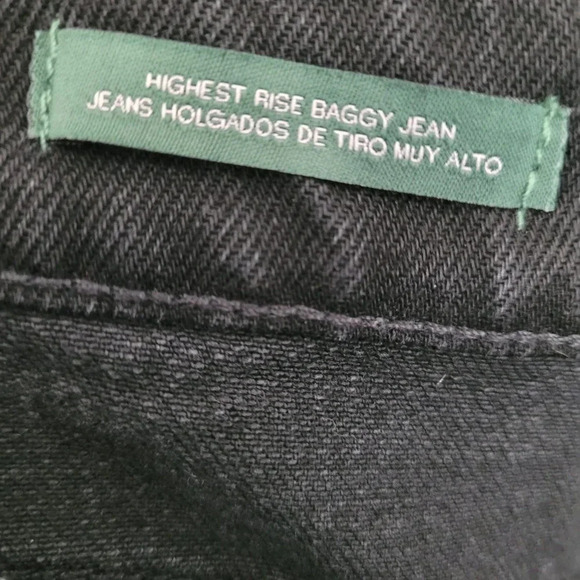 HIGHEST RISE BAGGY JEAN
JEANS HOLGADOS DE TIRO MUY ALTO